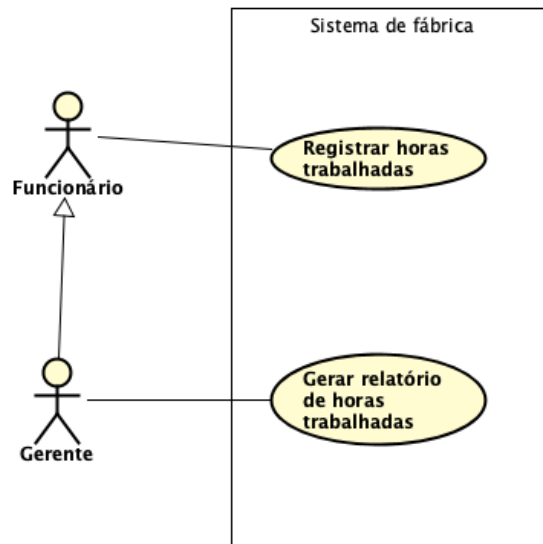 Sistema de fábrica
Registrar horas
trabalhadas
Funcionário
Gerar relatório
de horas
trabalhadas
Gerente